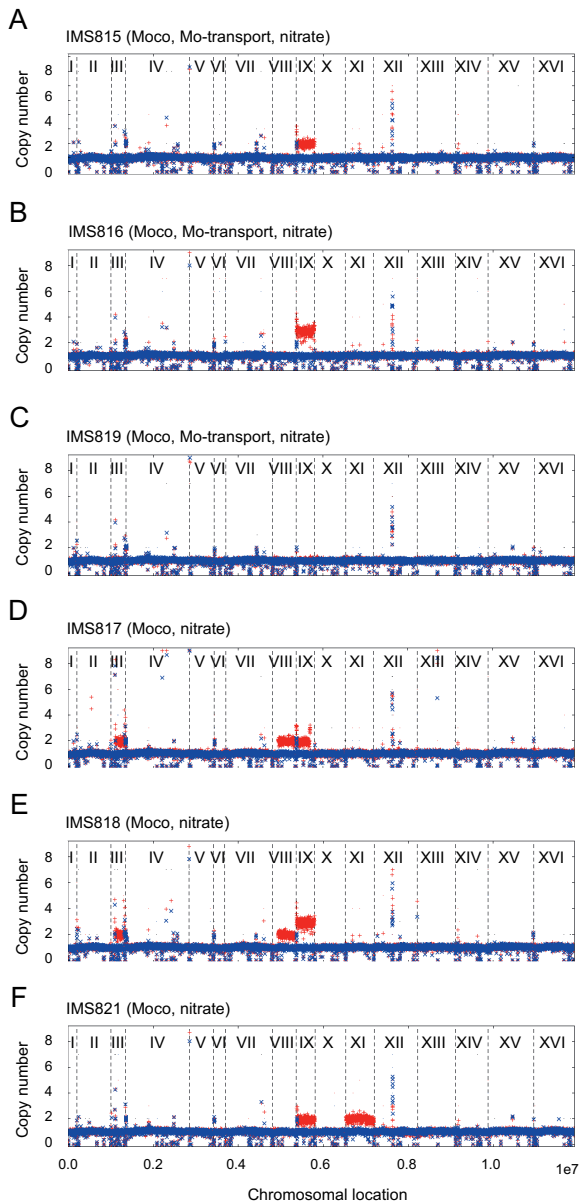 A
IMS815 (Moco, Mo-transport, nitrate)
I II III IV V VI VII VIII IX X XI XII XIII XIV XV XVI
8
6
4
2
0
Copy number
B
IMS816 (Moco, Mo-transport, nitrate)
I II III IV V VI VII VIII IX X XI XII XIII XIV XV XVI
8
6
4
2
0
Copy number
C
IMS819 (Moco, Mo-transport, nitrate)
I II III IV V VI VII VIII IX X XI XII XIII XIV XV XVI
8
6
4
2
0
Copy number
D
IMS817 (Moco, nitrate)
I II III IV V VI VII VIII IX X XI XII XIII XIV XV XVI
8
6
4
2
0
Copy number
E
IMS818 (Moco, nitrate)
I II III IV V VI VII VIII IX X XI XII XIII XIV XV XVI
8
6
4
2
0
Copy number
F
IMS821 (Moco, nitrate)
I II III IV V VI VII VIII IX X XI XII XIII XIV XV XVI
8
6
4
2
0
Copy number
0.0 0.2 0.4 0.6 0.8 1.0
1e7
Chromosomal location